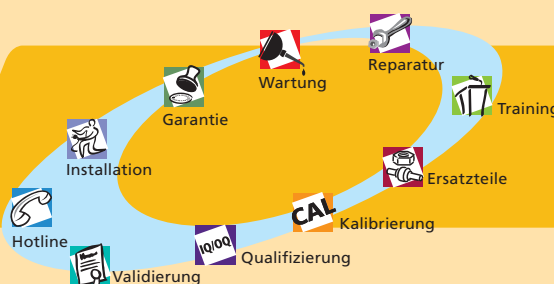 Reparatur
Wartung
Training
Garantie
Installation
Ersatzteile
CAL
Kalibrierung
Hotline
IQ/OQ
Qualifizierung
Validierung